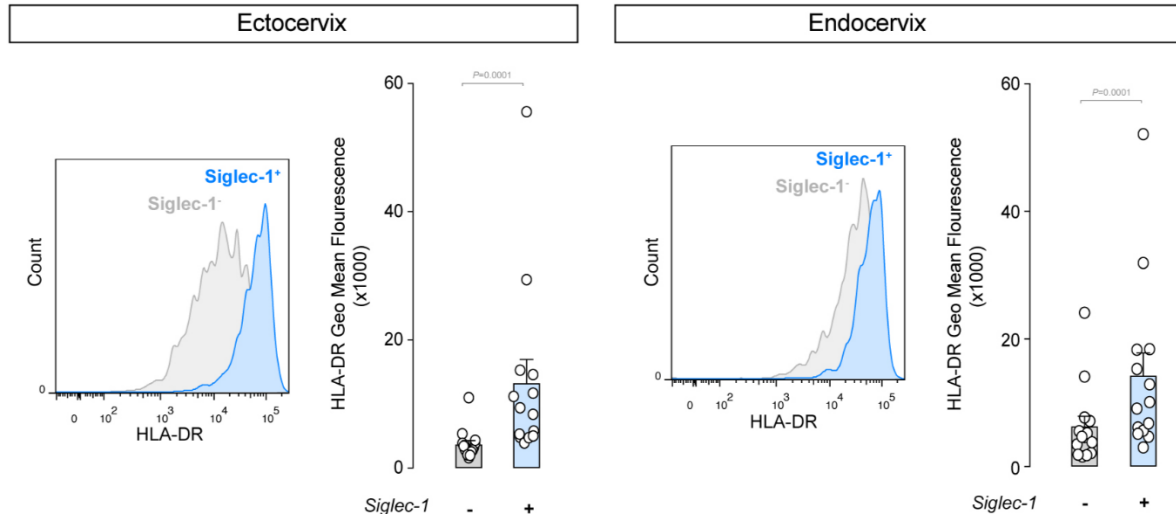 Ectocervix
Siglec-1⁺
Siglec-1⁻
Count
0
0 10² 10³ 10⁴ 10⁵
HLA-DR
HLA-DR Geo Mean Flourescence
(x1000)
60
40
20
0
P=0.0001
Siglec-1 - +
Endocervix
Siglec-1⁺
Siglec-1⁻
Count
0
0 10² 10³ 10⁴ 10⁵
HLA-DR
HLA-DR Geo Mean Flourescence
(x1000)
60
40
20
0
P=0.0001
Siglec-1 - +